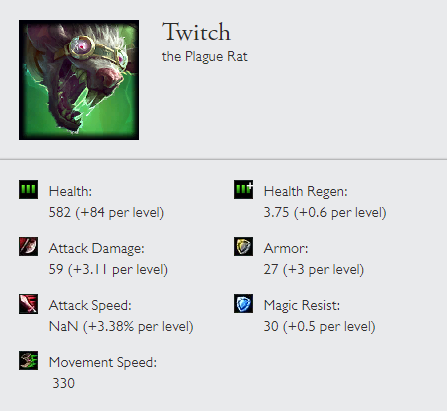 Twitch
the Plague Rat
Health:
582 (+84 per level)
Health Regen:
3.75 (+0.6 per level)
Attack Damage:
59 (+3.11 per level)
Armor:
27 (+3 per level)
Attack Speed:
NaN (+3.38% per level)
Magic Resist:
30 (+0.5 per level)
Movement Speed:
330